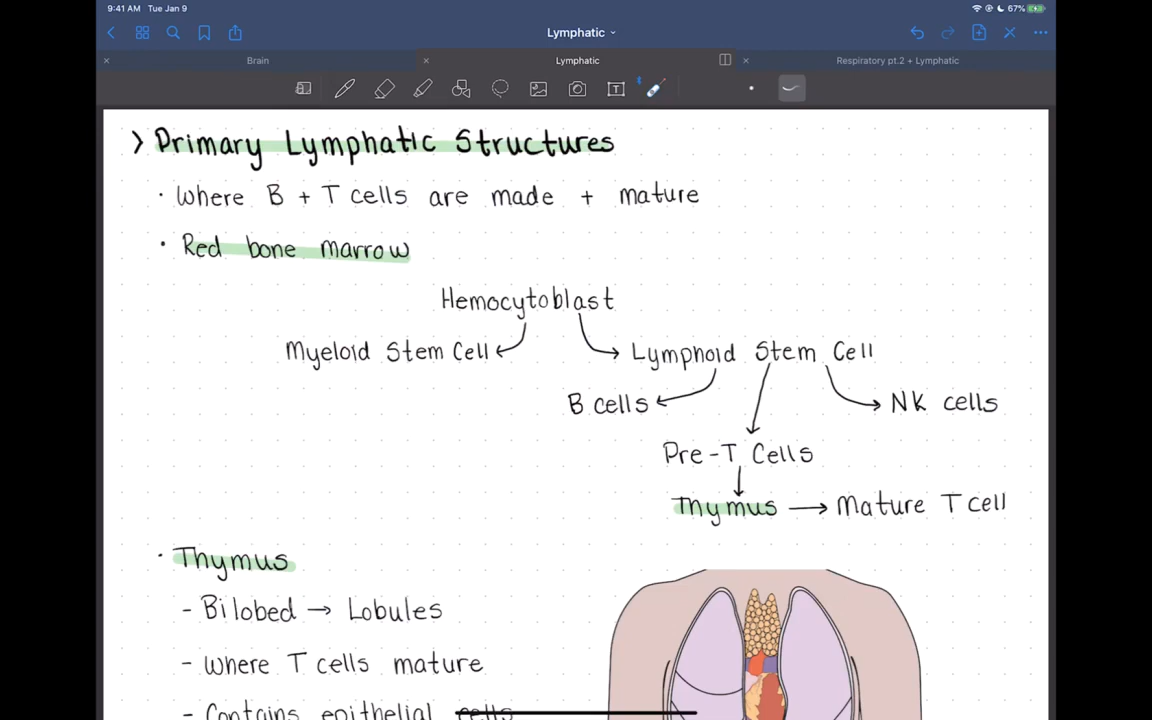 9:41 AM Tue Jan 9
67%
Lymphatic
Brain
Lymphatic
Respiratory pt.2 + Lymphatic
T
> Primary Lymphatic Structures
· Where B + T cells are made + mature
· Red bone marrow
Hemocytoblast
Myeloid Stem Cell
Lymphoid Stem Cell
B cells
NK cells
Pre-T Cells
Thymus → Mature T cell
· Thymus
- Bilobed → Lobules
- Where T cells mature
- Contains epithelial cells